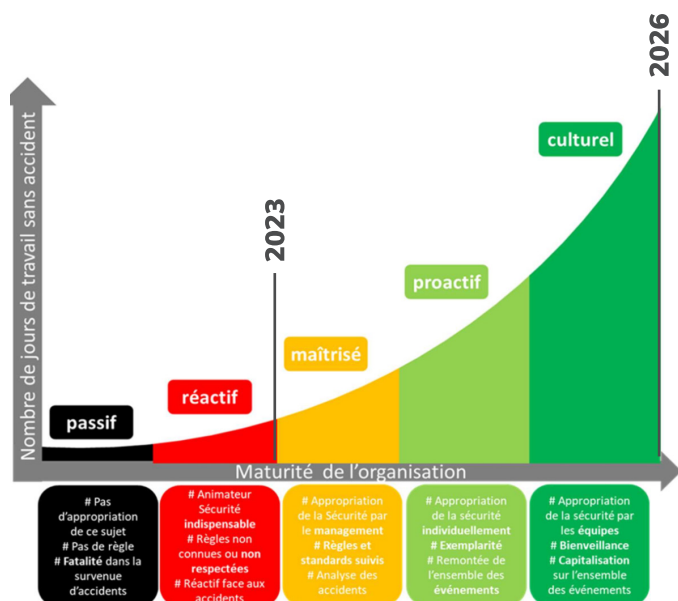 2026
Nombre de jours de travail sans accident
culturel
2023
proactif
maîtrisé
réactif
passif
Maturité de l'organisation
# Pas
d'appropriation
de ce sujet
# Pas de règle
# Fatalité dans la
survenue
d'accidents
# Animateur
Sécurité
indispensable
# Règles non
connues ou non
respectées
# Réactif face aux
accidents
# Appropriation
de la Sécurité par
le management
# Règles et
standards suivis
# Analyse des
accidents
# Appropriation
de la sécurité
individuellement
# Exemplarité
# Remontée de
l'ensemble des
événements
# Appropriation
de la sécurité par
les équipes
# Bienveillance
# Capitalisation
sur l'ensemble
des événements